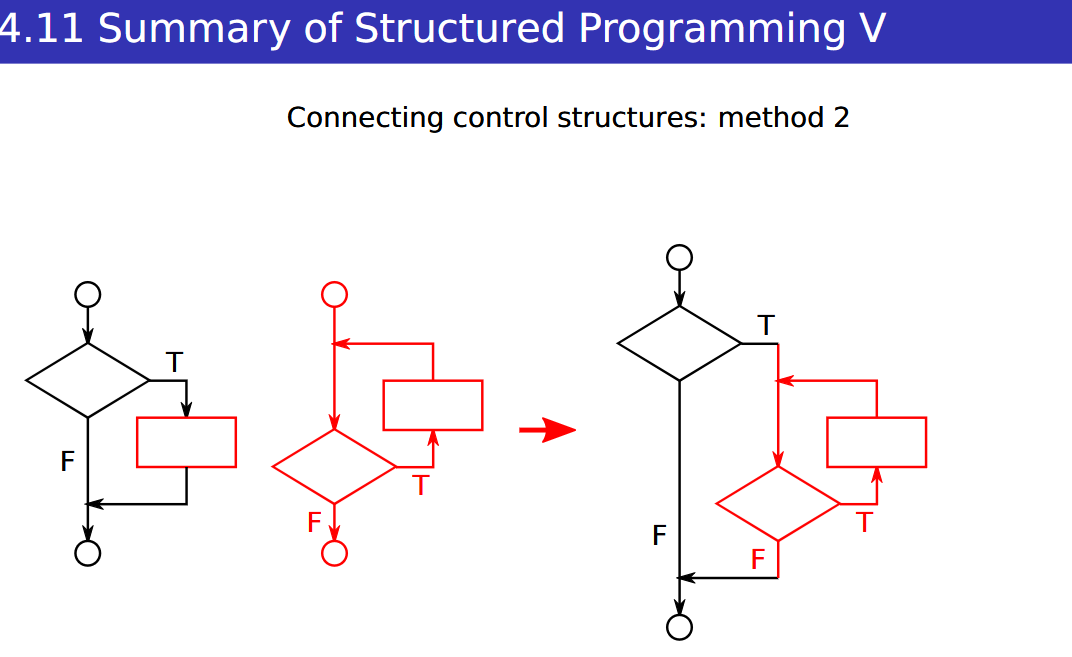 4.11 Summary of Structured Programming V
Connecting control structures: method 2
T
F
T
F
T
F
T
F